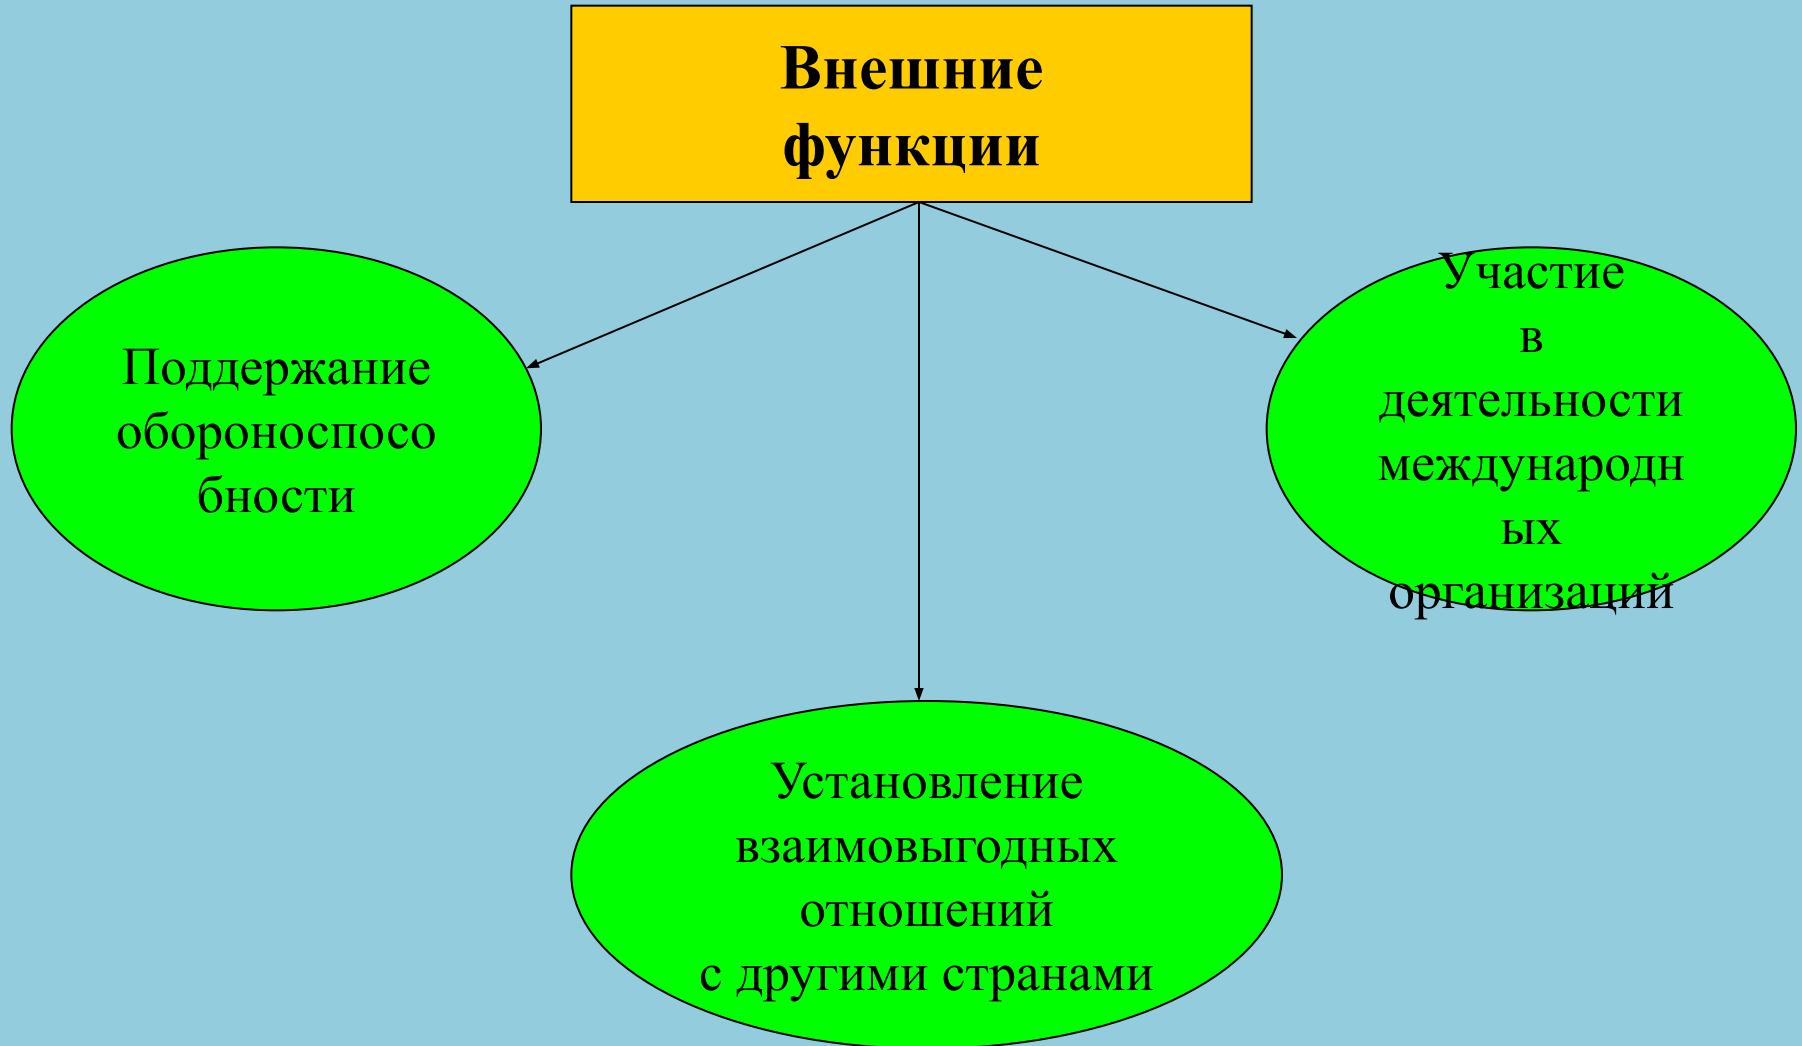 Внешние
функции
Поддержание
обороноспосо
бности
Участие
в
деятельности
международн
ых
организаций
Установление
взаимовыгодных
отношений
с другими странами